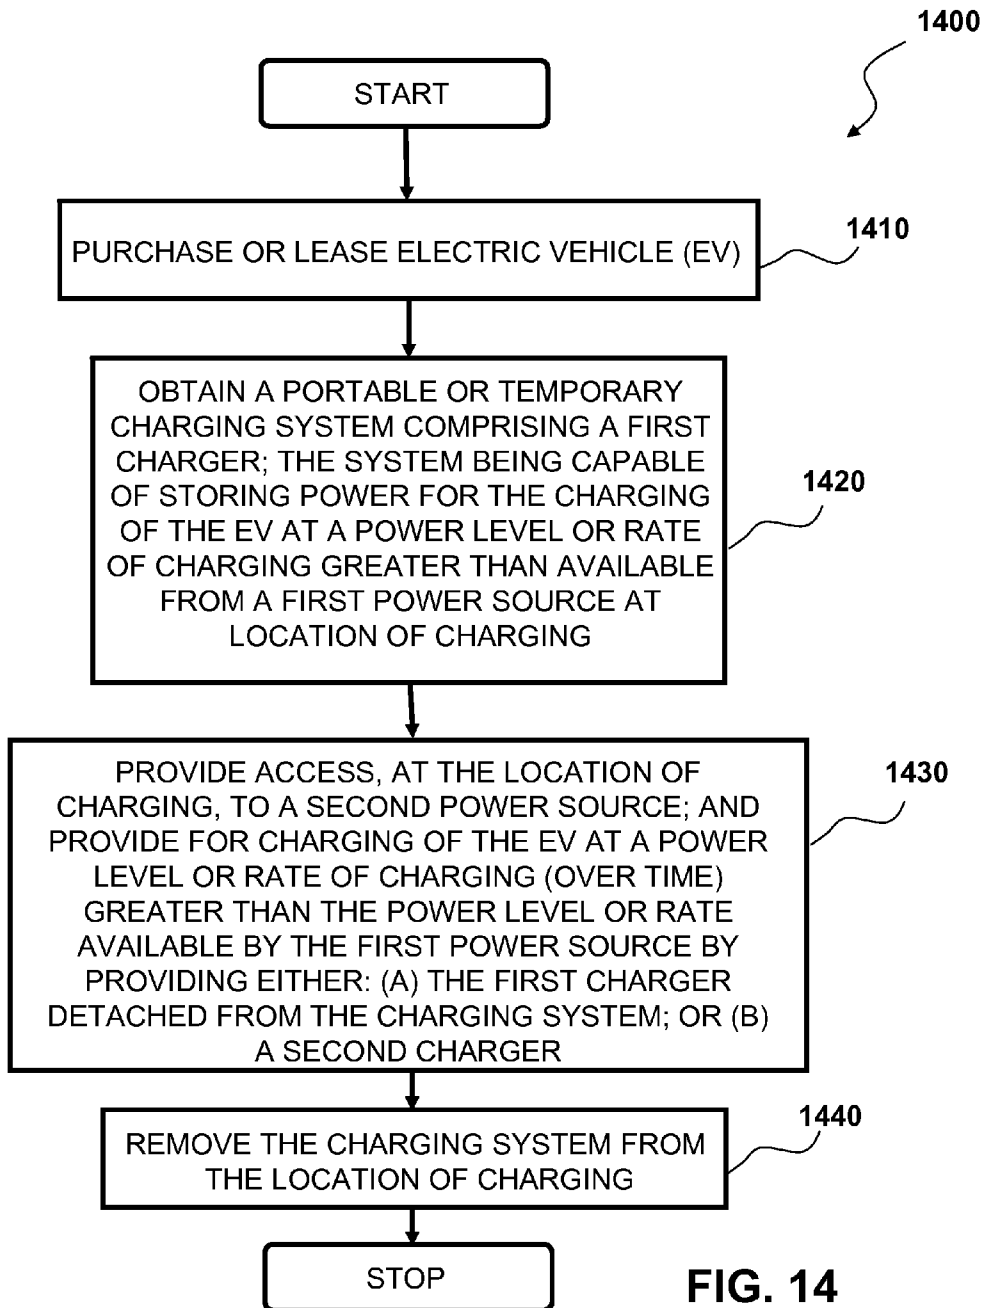 1400
START
PURCHASE OR LEASE ELECTRIC VEHICLE (EV)
1410
OBTAIN A PORTABLE OR TEMPORARY
CHARGING SYSTEM COMPRISING A FIRST
CHARGER; THE SYSTEM BEING CAPABLE
OF STORING POWER FOR THE CHARGING
OF THE EV AT A POWER LEVEL OR RATE
OF CHARGING GREATER THAN AVAILABLE
FROM A FIRST POWER SOURCE AT
LOCATION OF CHARGING
1420
PROVIDE ACCESS, AT THE LOCATION OF
CHARGING, TO A SECOND POWER SOURCE; AND
PROVIDE FOR CHARGING OF THE EV AT A POWER
LEVEL OR RATE OF CHARGING (OVER TIME)
GREATER THAN THE POWER LEVEL OR RATE
AVAILABLE BY THE FIRST POWER SOURCE BY
PROVIDING EITHER: (A) THE FIRST CHARGER
DETACHED FROM THE CHARGING SYSTEM; OR (B)
A SECOND CHARGER
1430
REMOVE THE CHARGING SYSTEM FROM
THE LOCATION OF CHARGING
1440
STOP
FIG. 14